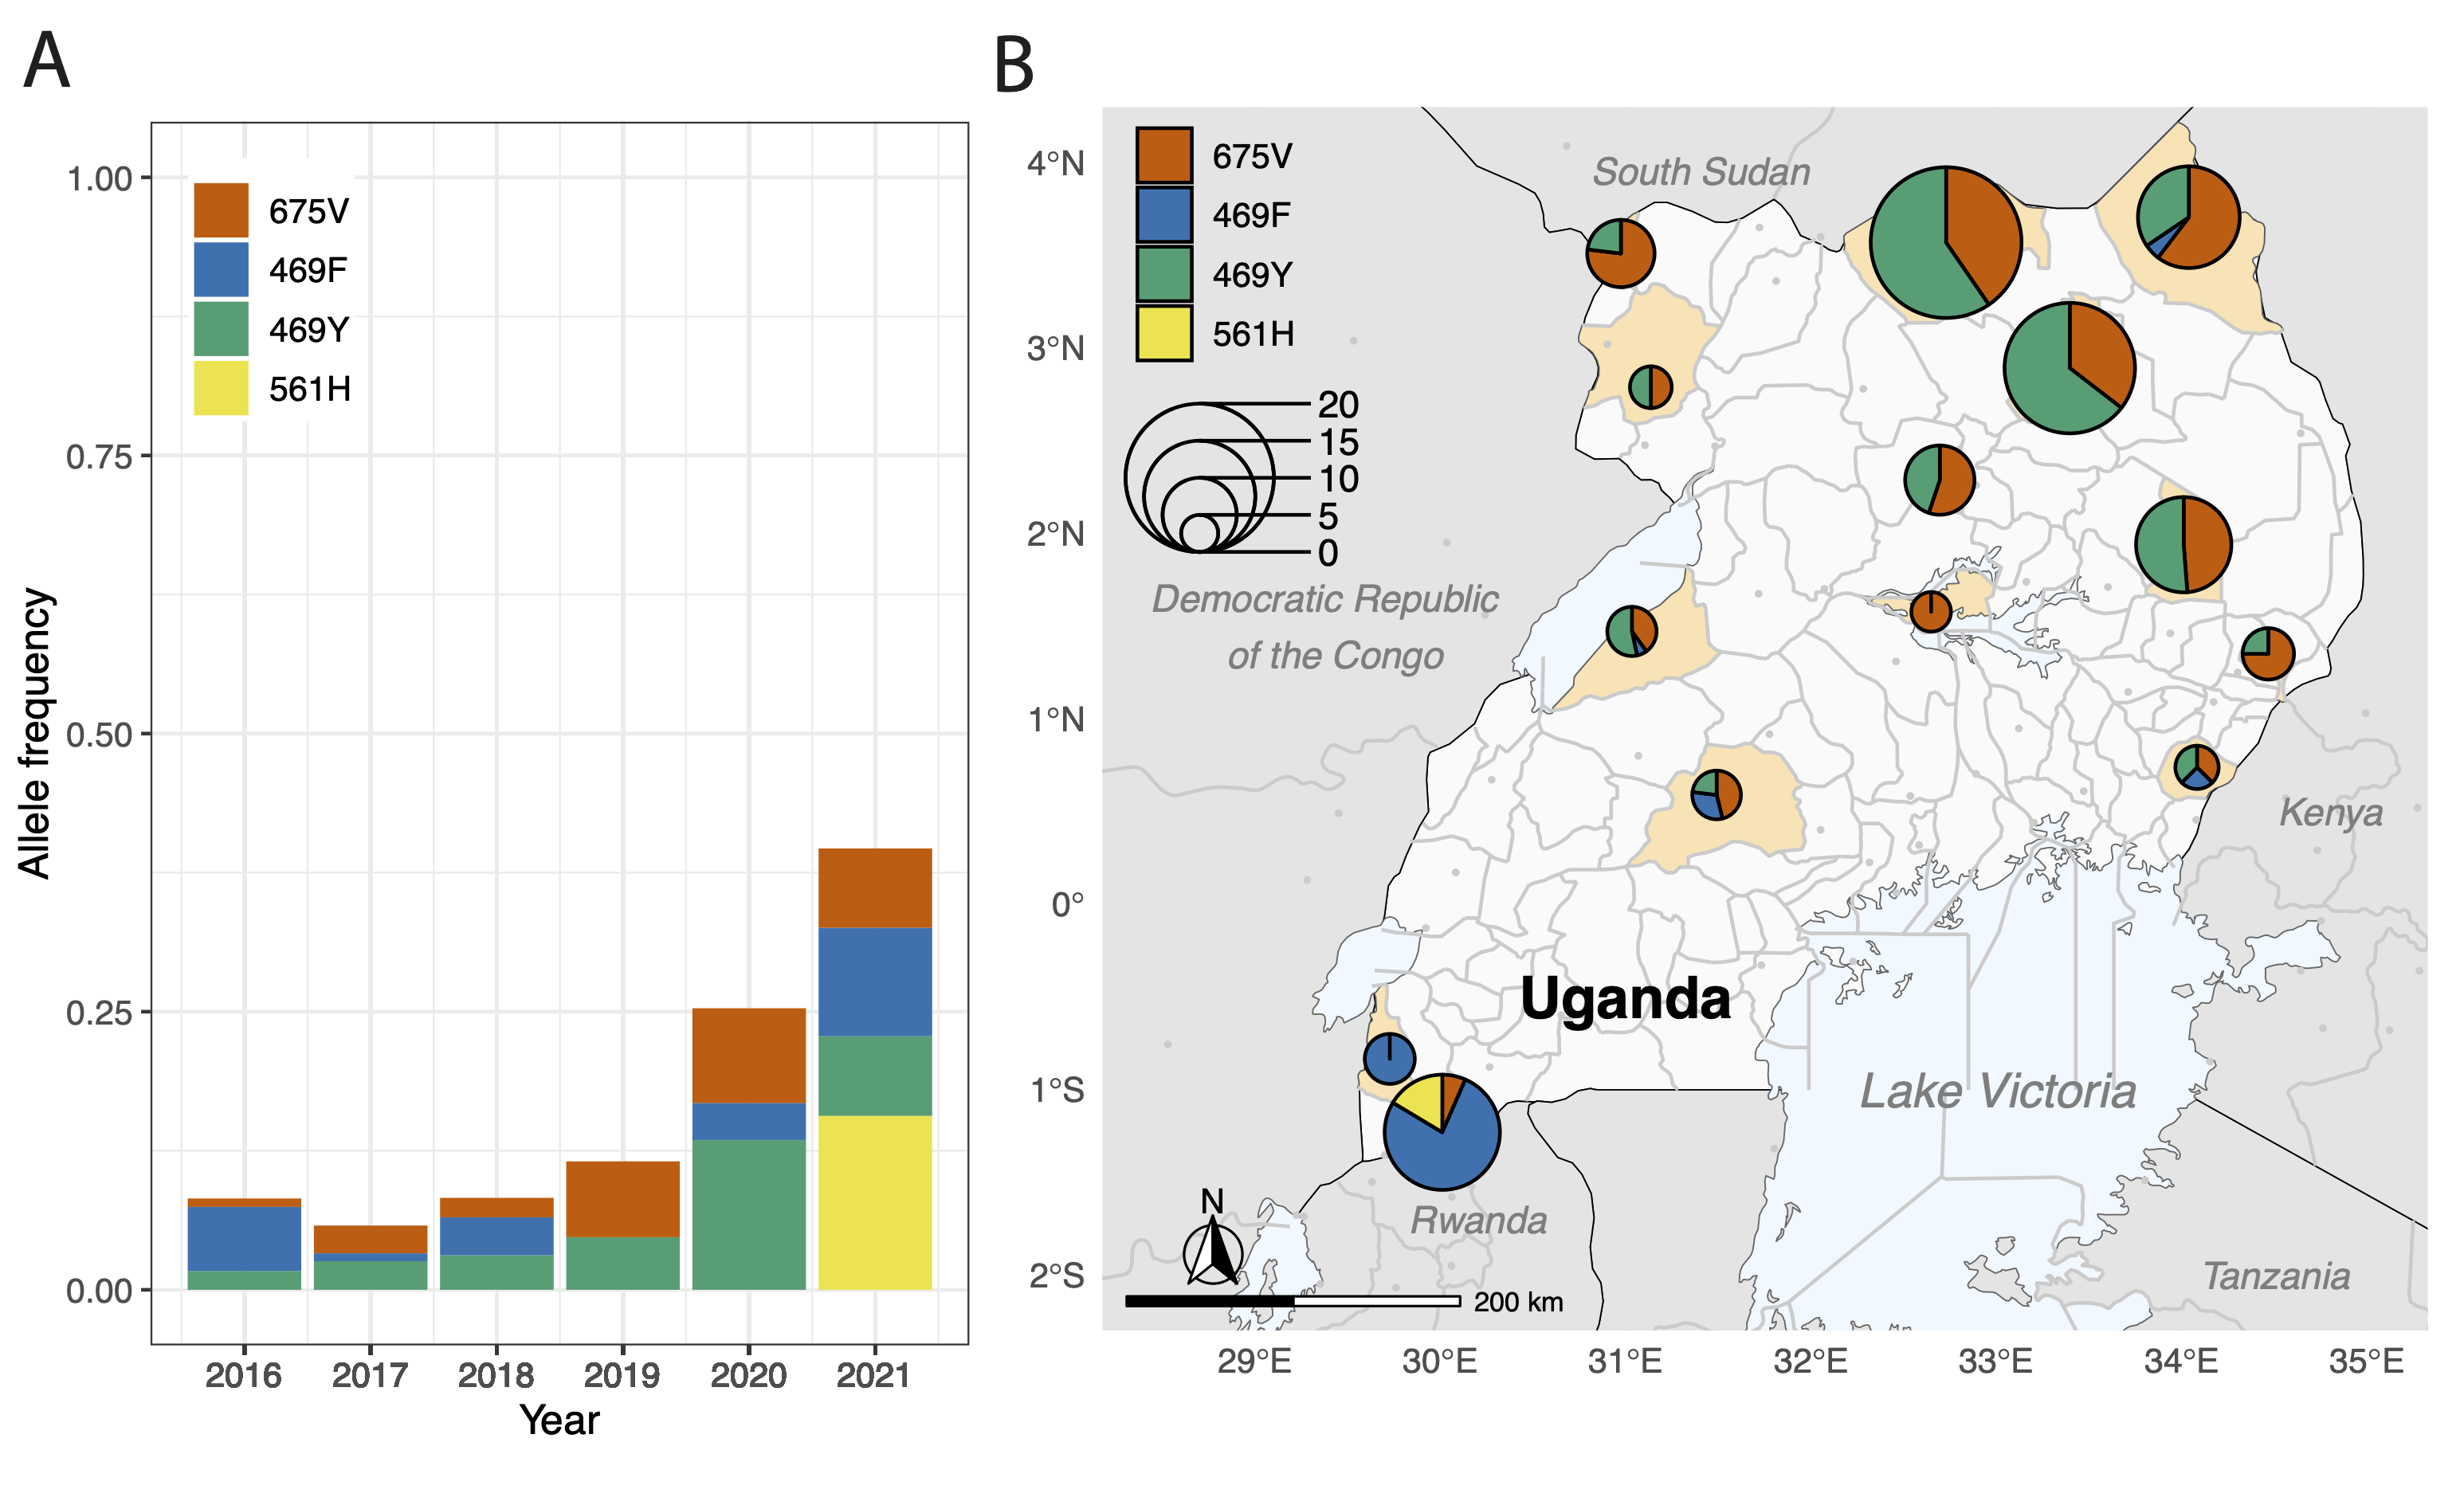 A
Allele frequency
1.00
0.75
0.50
0.25
0.00
675V
469F
469Y
561H
2016 2017 2018 2019 2020 2021
Year
B
4°N
3°N
2°N
1°N
0°
1°S
2°S
675V
469F
469Y
561H
20
15
10
5
0
South Sudan
Democratic Republic
of the Congo
Kenya
Uganda
Lake Victoria
Rwanda
Tanzania
N
200 km
29°E 30°E 31°E 32°E 33°E 34°E 35°E